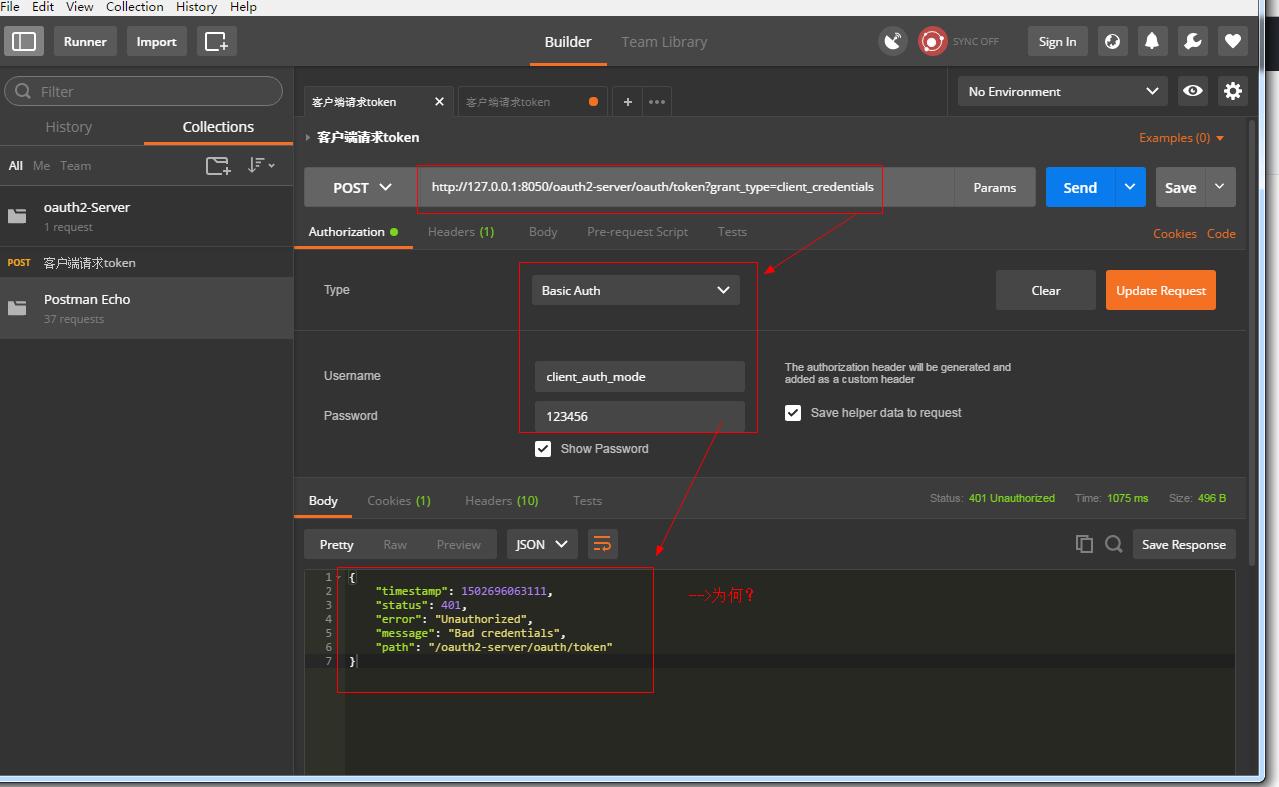 File Edit View Collection History Help
Runner Import Builder Team Library SYNC OFF Sign In
Filter
History Collections
All Me Team
oauth2-Server
1 request
POST 客户端请求token
Postman Echo
37 requests
客户端请求token 客户端请求token No Environment
客户端请求token Examples (0)
POST http://127.0.0.1:8050/oauth2-server/oauth/token?grant_type=client_credentials Params Send Save
Authorization Headers (1) Body Pre-request Script Tests Cookies Code
Type Basic Auth Clear Update Request
Username client_auth_mode
Password 123456
Show Password
The authorization header will be generated and
added as a custom header
Save helper data to request
Body Cookies (1) Headers (10) Tests Status: 401 Unauthorized Time: 1075 ms Size: 496 B
Pretty Raw Preview JSON Save Response
1 {
2 "timestamp": 1502696063111,
3 "status": 401,
4 "error": "Unauthorized",
5 "message": "Bad credentials",
6 "path": "/oauth2-server/oauth/token"
7 }
--->为何?